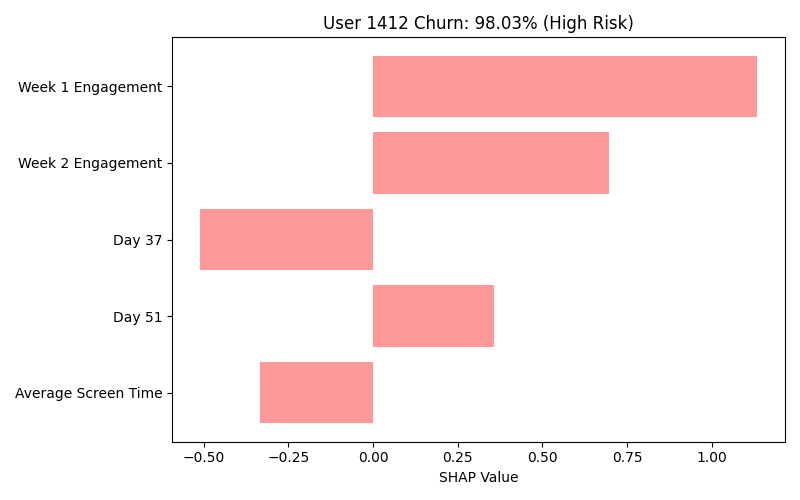 User 1412 Churn: 98.03% (High Risk)
Week 1 Engagement
Week 2 Engagement
Day 37
Day 51
Average Screen Time
−0.50 −0.25 0.00 0.25 0.50 0.75 1.00
SHAP Value